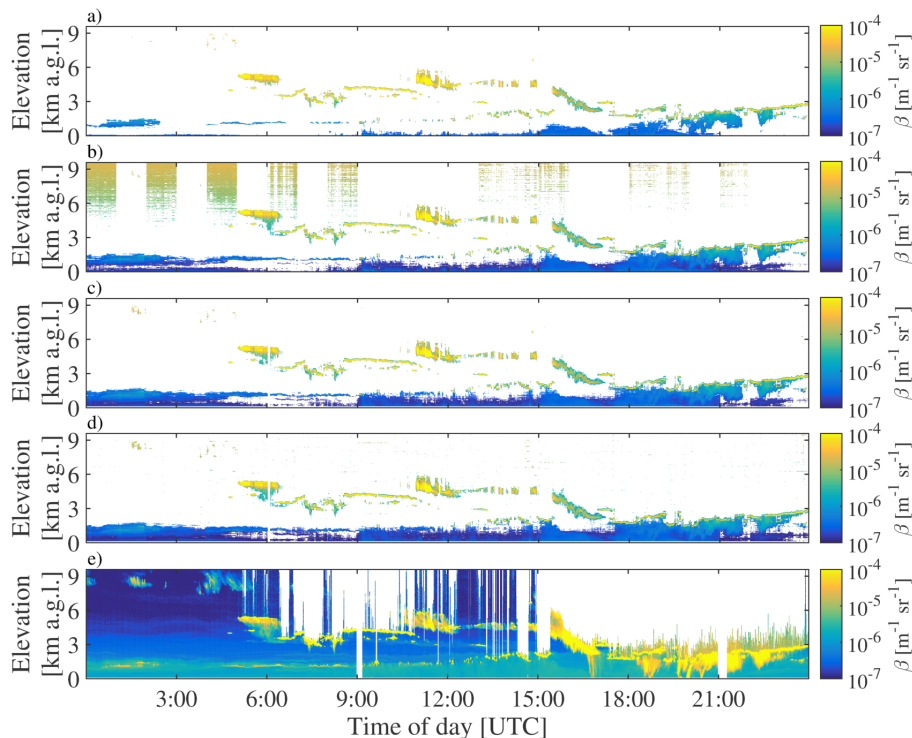 a)
Elevation
[km a.g.l.]
9
6
3
0
10⁻⁴
10⁻⁵
10⁻⁶
10⁻⁷
β [m⁻¹ sr⁻¹]
b)
Elevation
[km a.g.l.]
9
6
3
0
10⁻⁴
10⁻⁵
10⁻⁶
10⁻⁷
β [m⁻¹ sr⁻¹]
c)
Elevation
[km a.g.l.]
9
6
3
0
10⁻⁴
10⁻⁵
10⁻⁶
10⁻⁷
β [m⁻¹ sr⁻¹]
d)
Elevation
[km a.g.l.]
9
6
3
0
10⁻⁴
10⁻⁵
10⁻⁶
10⁻⁷
β [m⁻¹ sr⁻¹]
e)
Elevation
[km a.g.l.]
9
6
3
0
10⁻⁴
10⁻⁵
10⁻⁶
10⁻⁷
β [m⁻¹ sr⁻¹]
3:00 6:00 9:00 12:00 15:00 18:00 21:00
Time of day [UTC]